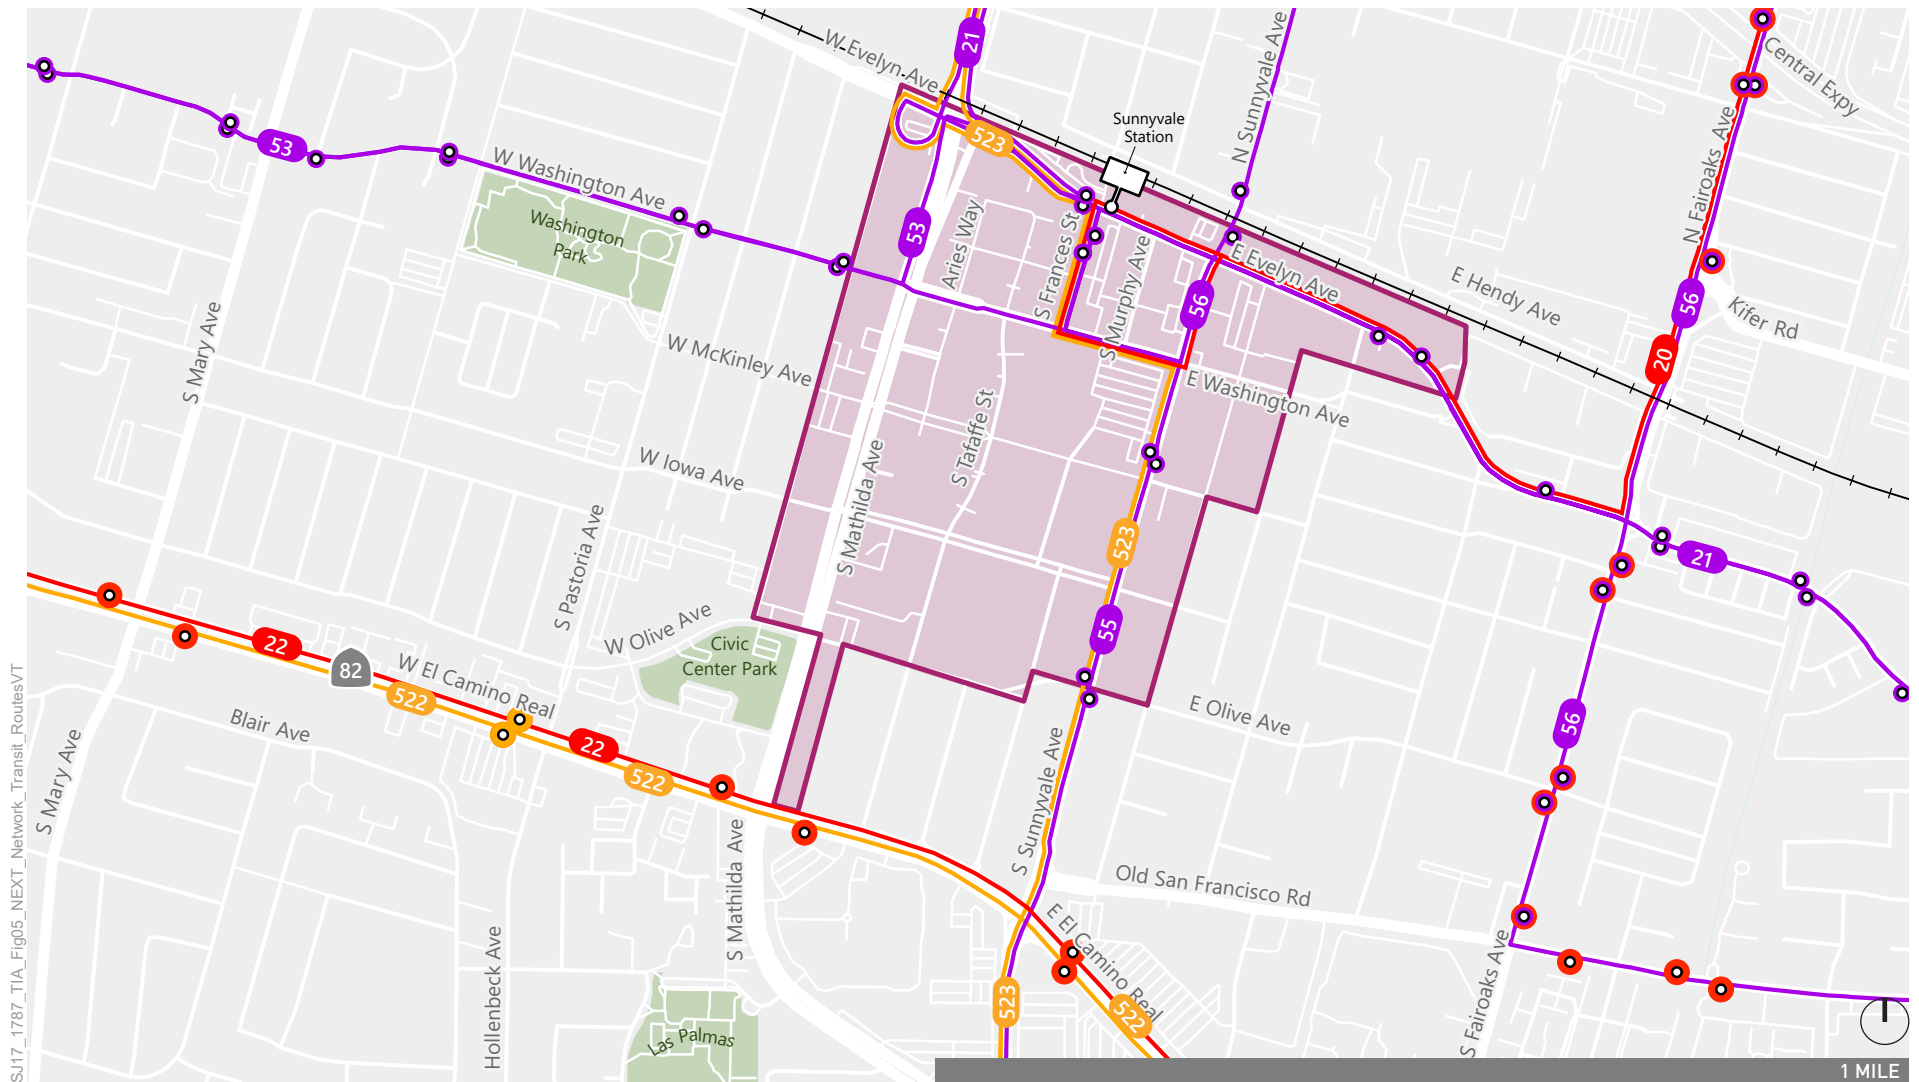 W Evelyn Ave
21
N Sunnyvale Ave
Central Expy
Sunnyvale
Station
523
53
W Washington Ave
N Fairoaks Ave
Washington
Park
53
Aries Way
S Frances St
S Murphy Ave
E Evelyn Ave
E Hendy Ave
56
56
Kifer Rd
S Mary Ave
W McKinley Ave
20
E Washington Ave
S Tafaffe St
W Iowa Ave
S Mathilda Ave
S Pastoria Ave
523
21
W Olive Ave
Civic
Center Park
55
22
82
W El Camino Real
522
Blair Ave
22
522
E Olive Ave
56
S Mary Ave
S Sunnyvale Ave
S Mathilda Ave
Old San Francisco Rd
E El Camino Real
Hollenbeck Ave
S Fairoaks Ave
523
522
Las Palmas
1 MILE
SJ17_1787_TIA_Fig05_NEXT_Network_Transit_RoutesVT